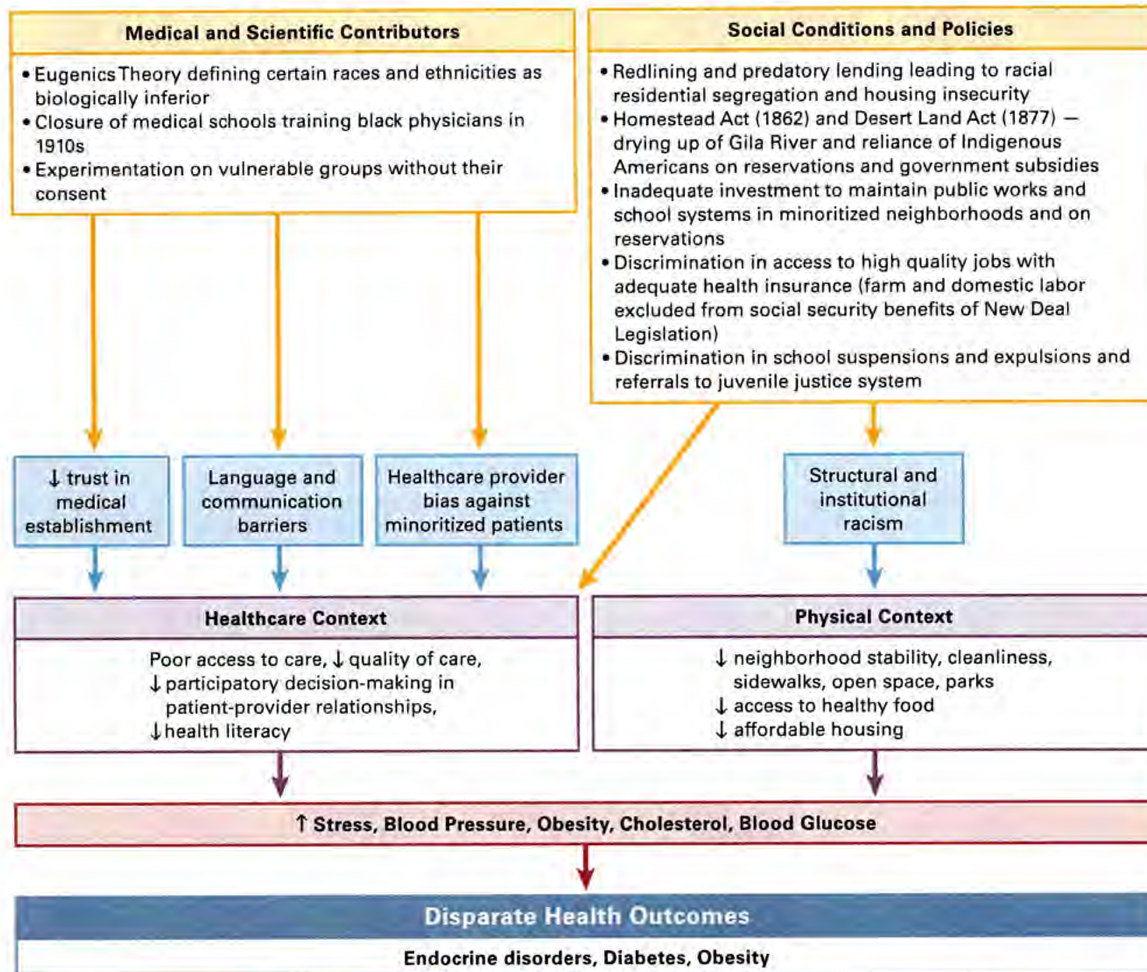 Medical and Scientific Contributors
• Eugenics Theory defining certain races and ethnicities as
biologically inferior
• Closure of medical schools training black physicians in
1910s
• Experimentation on vulnerable groups without their
consent
Social Conditions and Policies
• Redlining and predatory lending leading to racial
residential segregation and housing insecurity
• Homestead Act (1862) and Desert Land Act (1877) —
drying up of Gila River and reliance of Indigenous
Americans on reservations and government subsidies
• Inadequate investment to maintain public works and
school systems in minoritized neighborhoods and on
reservations
• Discrimination in access to high quality jobs with
adequate health insurance (farm and domestic labor
excluded from social security benefits of New Deal
Legislation)
• Discrimination in school suspensions and expulsions and
referrals to juvenile justice system
↓ trust in
medical
establishment
Language and
communication
barriers
Healthcare provider
bias against
minoritized patients
Structural and
institutional
racism
Healthcare Context
Poor access to care, ↓ quality of care,
↓ participatory decision-making in
patient-provider relationships,
↓ health literacy
Physical Context
↓ neighborhood stability, cleanliness,
sidewalks, open space, parks
↓ access to healthy food
↓ affordable housing
↑ Stress, Blood Pressure, Obesity, Cholesterol, Blood Glucose
Disparate Health Outcomes
Endocrine disorders, Diabetes, Obesity